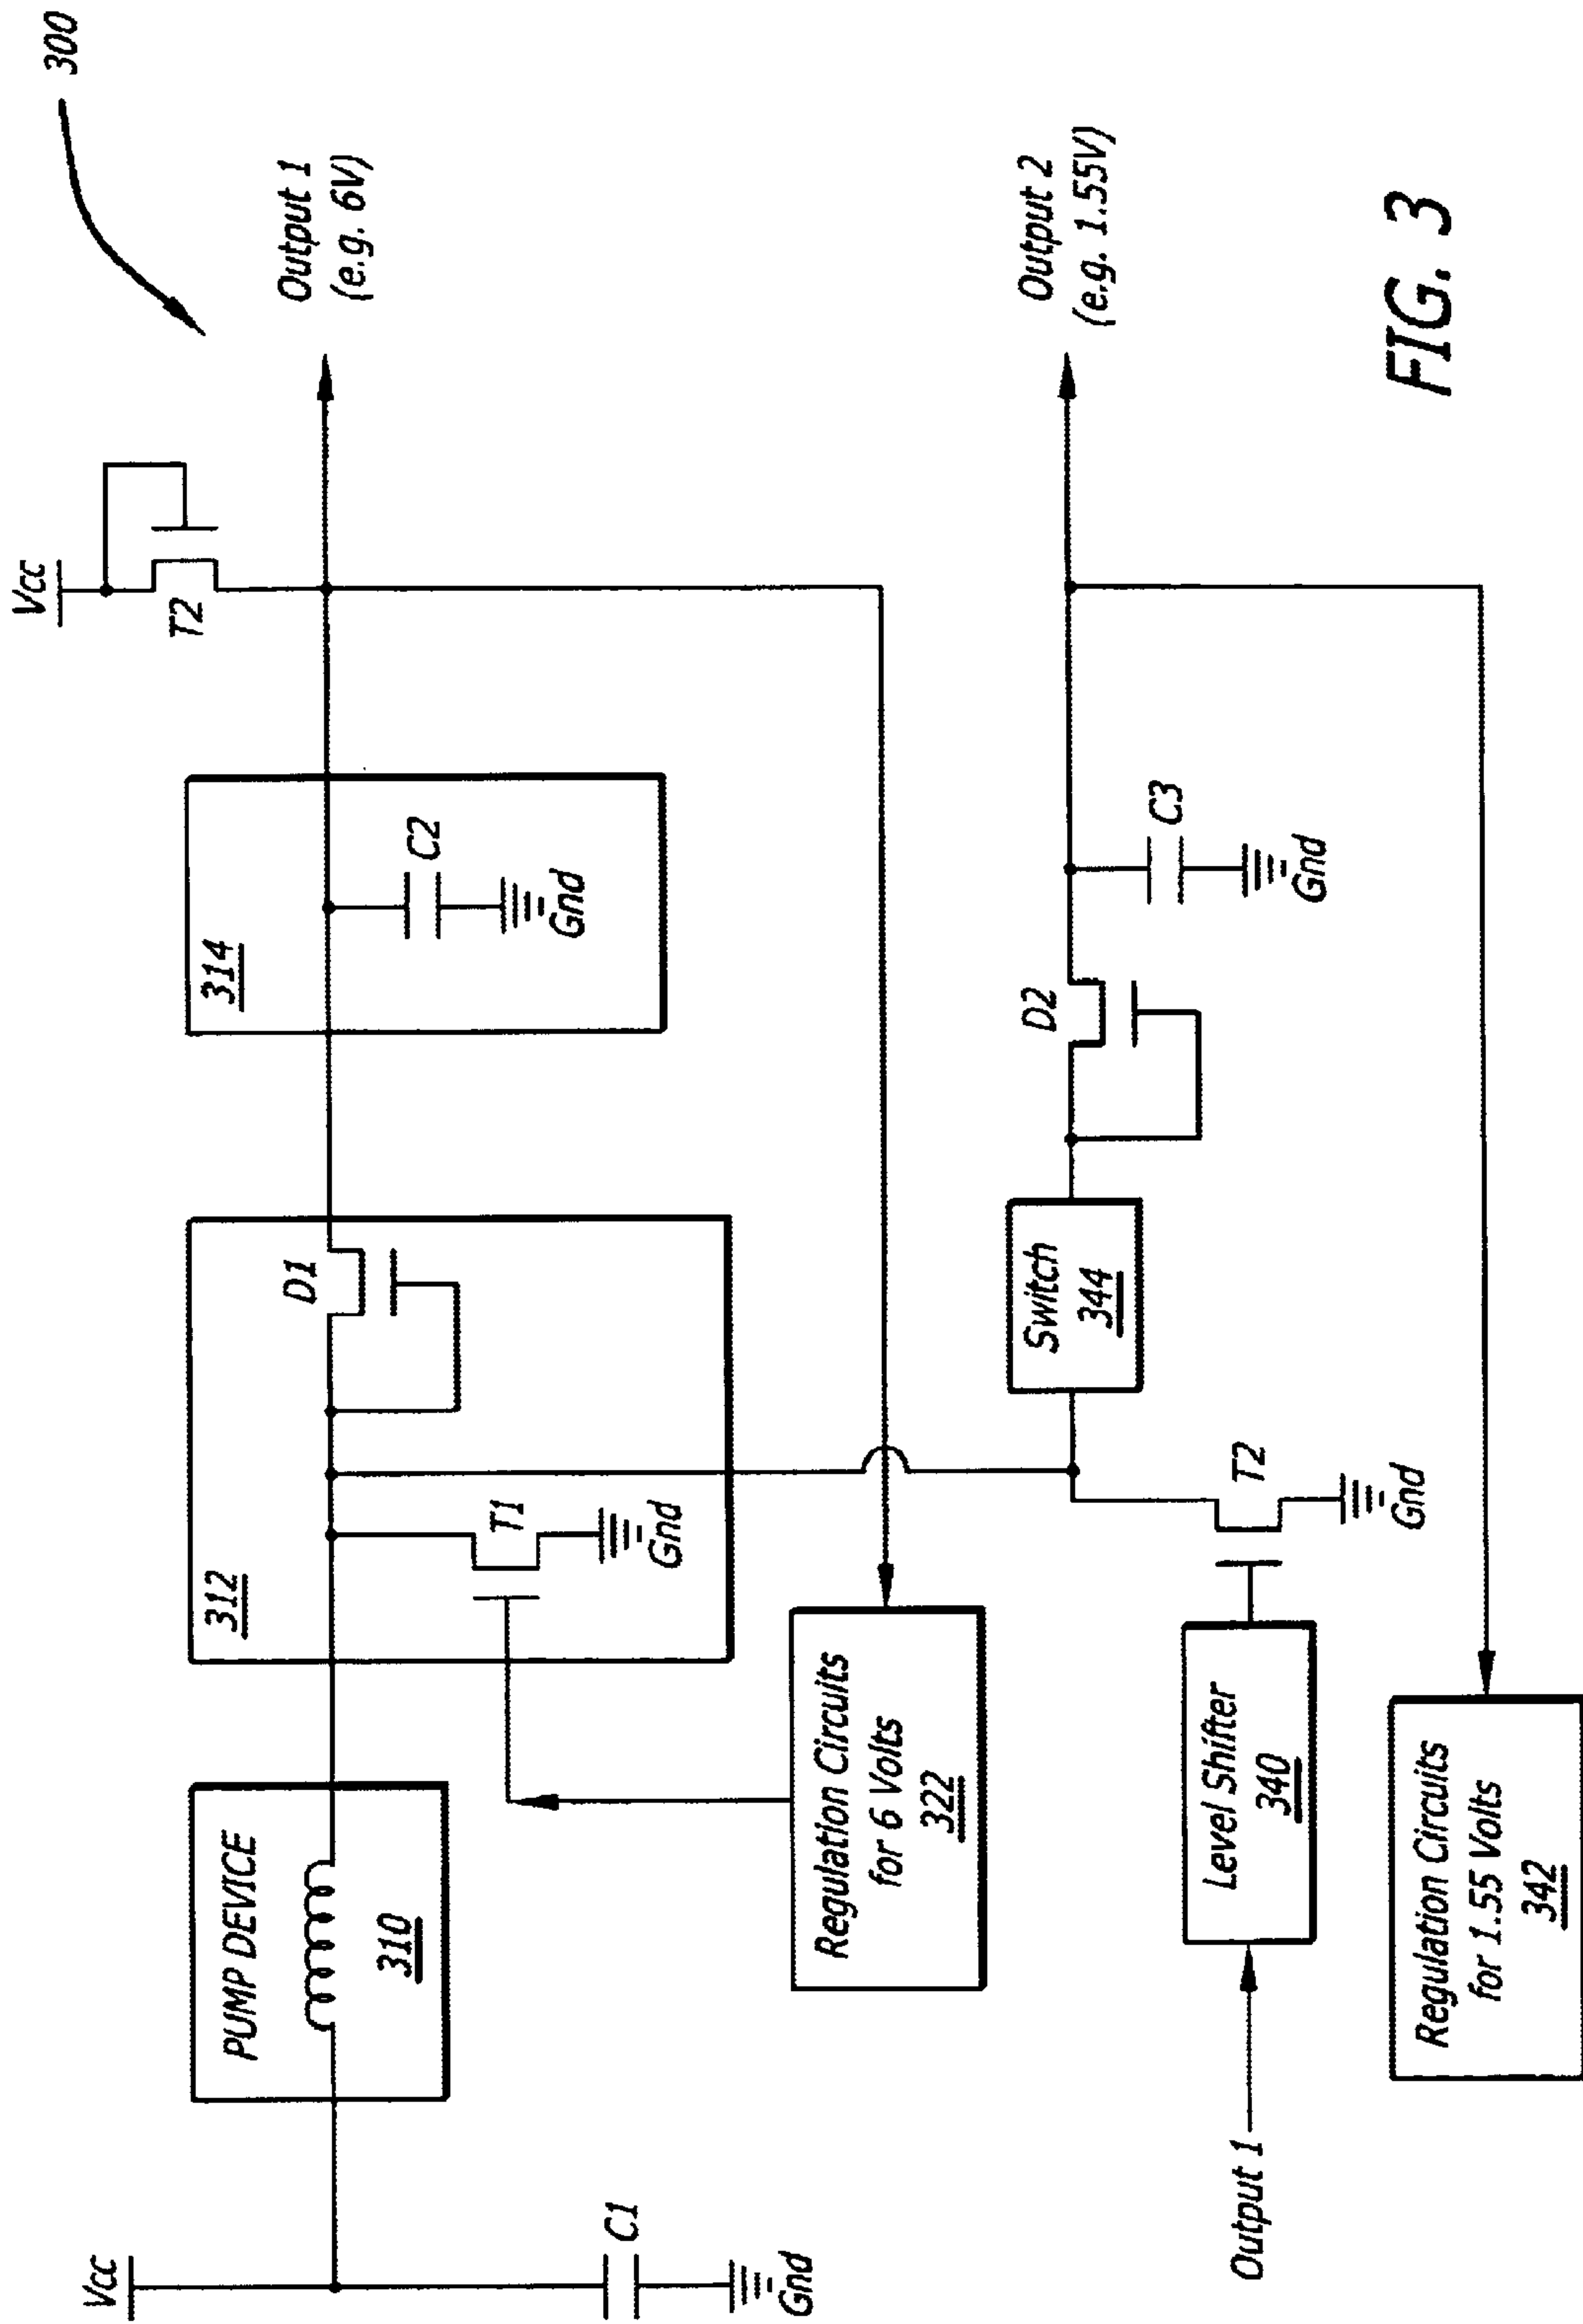 300
Vcc
Vcc
T2
Output 1
(e.g. 6V)
PUMP DEVICE
310
312
D1
T1
Gnd
314
C2
Gnd
C1
Gnd
Regulation Circuits
for 6 Volts
322
Switch
344
D2
C3
Gnd
Output 2
(e.g. 1.55V)
T2
Gnd
Output 1
Level Shifter
340
Regulation Circuits
for 1.55 Volts
342
FIG. 3